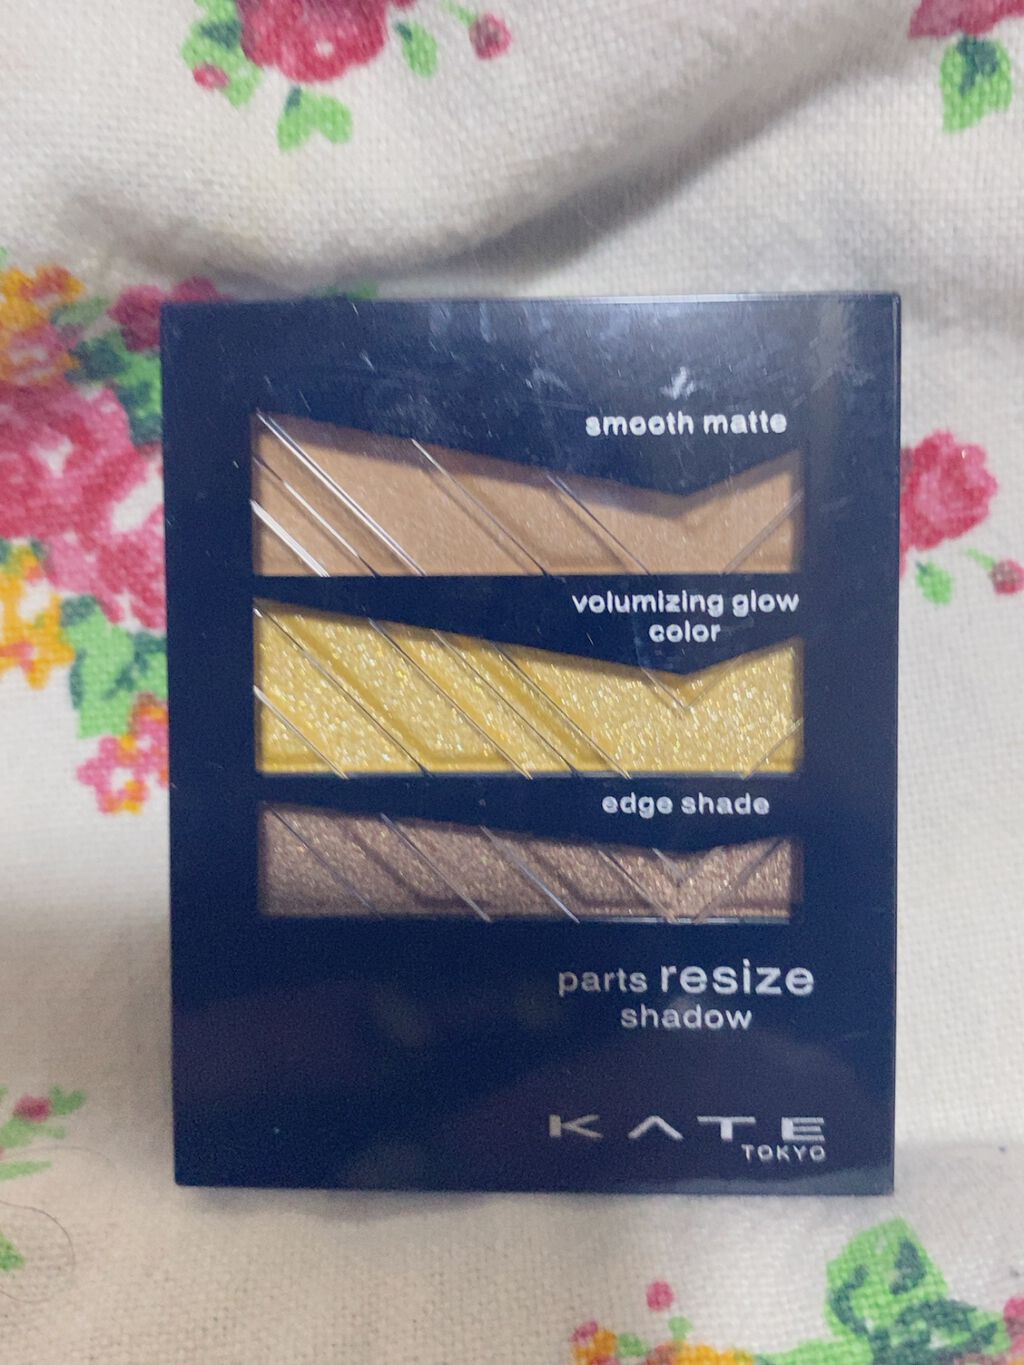 smooth matte
volumizing glow
color
edge shade
parts resize
shadow
KATE
TOKYO